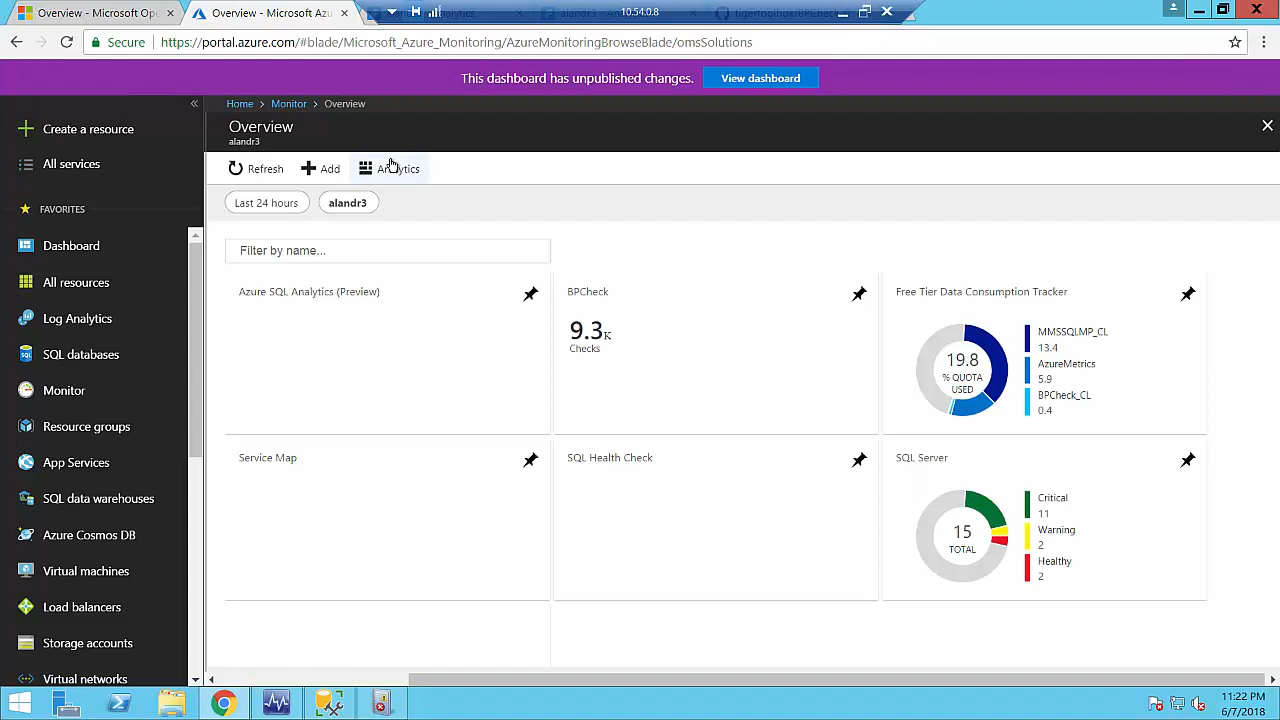 Overview - Microsoft Op
Overview - Microsoft Az
Analytics
alandr3
tigertoolbox/BPCheck
10.54.0.8
Secure
https://portal.azure.com/#blade/Microsoft_Azure_Monitoring/AzureMonitoringBrowseBlade/omsSolutions
This dashboard has unpublished changes.
View dashboard
Create a resource
All services
FAVORITES
Dashboard
All resources
Log Analytics
SQL databases
Monitor
Resource groups
App Services
SQL data warehouses
Azure Cosmos DB
Virtual machines
Load balancers
Storage accounts
Virtual networks
Home > Monitor > Overview
Overview
alandr3
Refresh
Add
Analytics
Last 24 hours
alandr3
Filter by name...
Azure SQL Analytics (Preview)
BPCheck
9.3K
Checks
Free Tier Data Consumption Tracker
19.8
% QUOTA
USED
MMSSQLMP_CL
13.4
AzureMetrics
5.9
BPCheck_CL
0.4
Service Map
SQL Health Check
SQL Server
15
TOTAL
Critical
11
Warning
2
Healthy
2
11:22 PM
6/7/2018